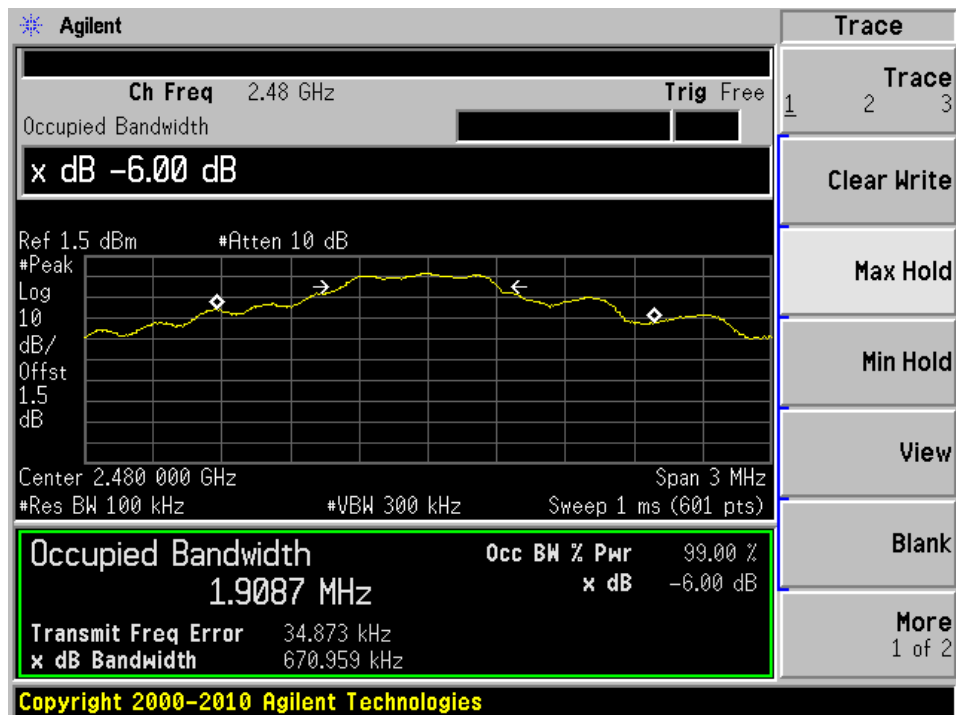 Agilent
Trace
Ch Freq 2.48 GHz Trig Free
Occupied Bandwidth
x dB -6.00 dB
Ref 1.5 dBm #Atten 10 dB
#Peak
Log
10
dB/
Offst
1.5
dB
Center 2.480 000 GHz Span 3 MHz
#Res BW 100 kHz #VBW 300 kHz Sweep 1 ms (601 pts)
Occupied Bandwidth
1.9087 MHz
Occ BW % Pwr 99.00 %
x dB -6.00 dB
Transmit Freq Error 34.873 kHz
x dB Bandwidth 670.959 kHz
Copyright 2000-2010 Agilent Technologies
Trace
1 2 3
Clear Write
Max Hold
Min Hold
View
Blank
More
1 of 2